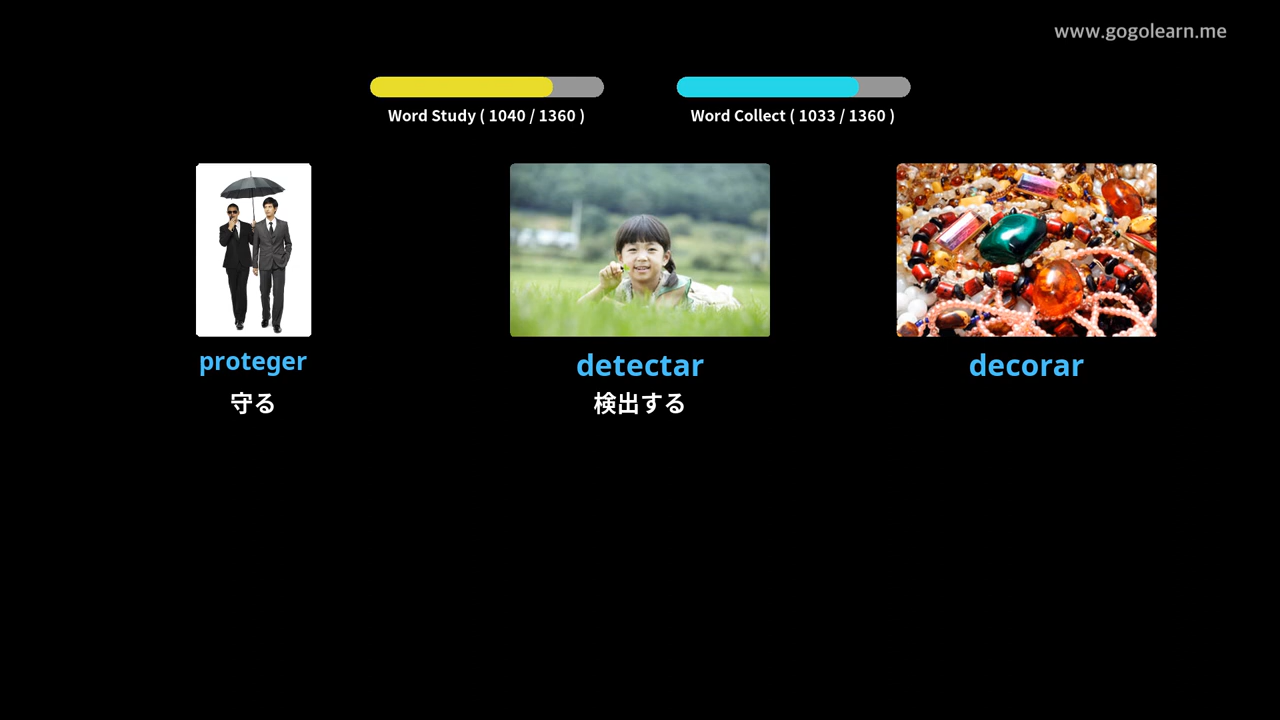 www.gogolearn.me
Word Study ( 1040 / 1360 )
Word Collect ( 1033 / 1360 )
proteger
守る
detectar
検出する
decorar